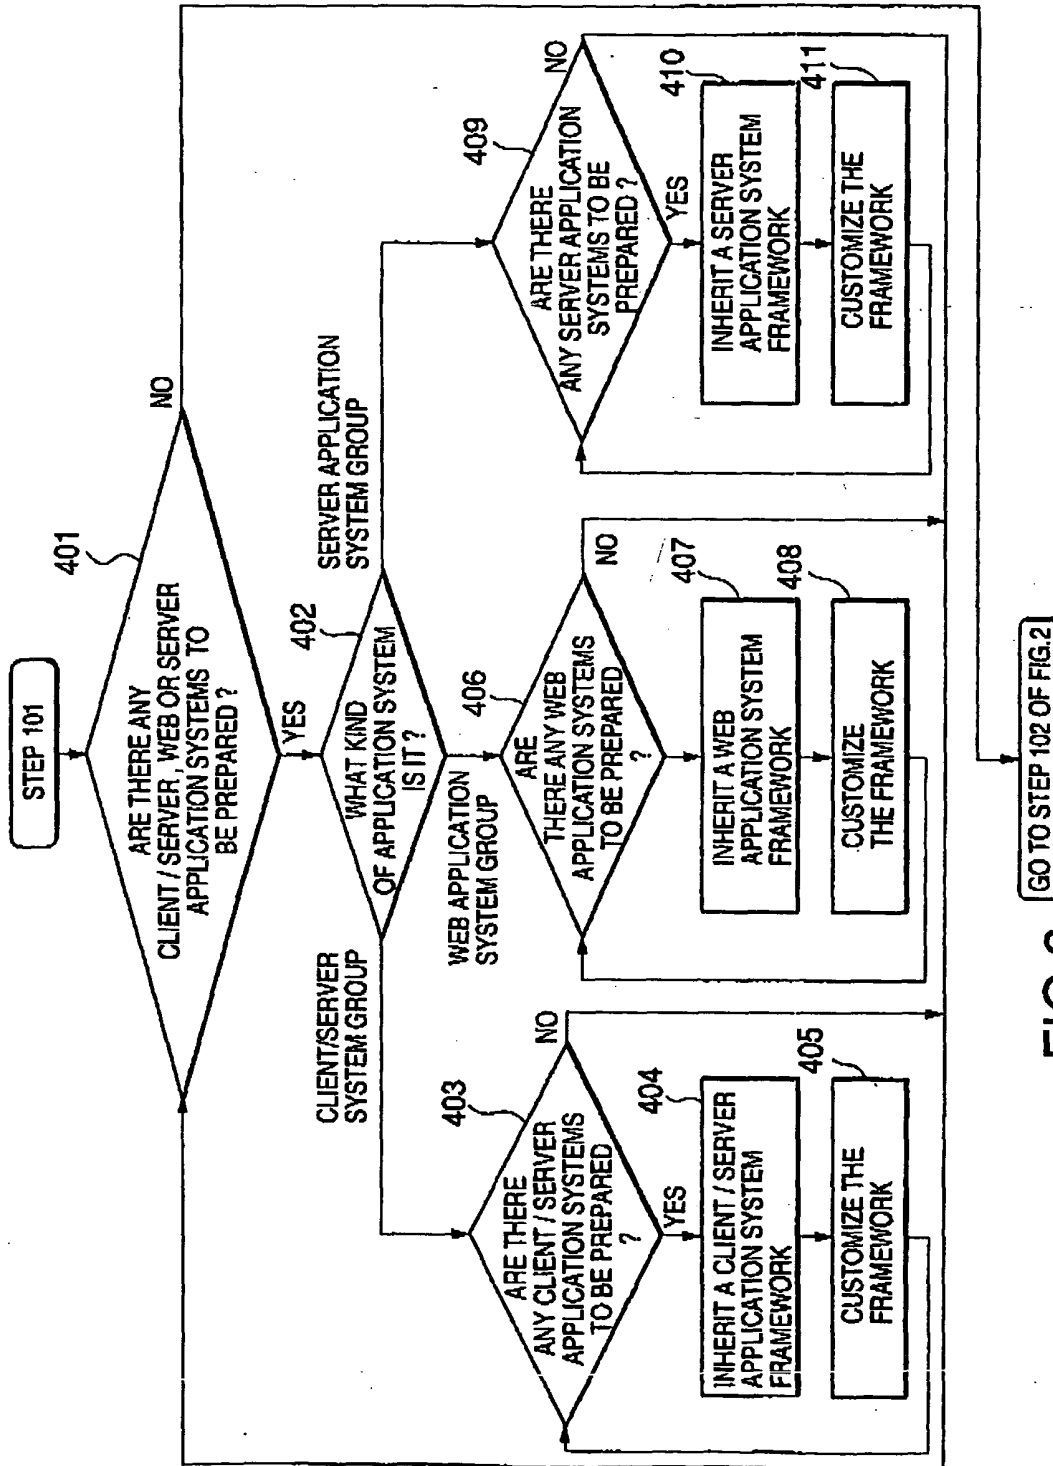 STEP 101
401
ARE THERE ANY
CLIENT / SERVER, WEB OR SERVER
APPLICATION SYSTEMS TO
BE PREPARED ?
NO
YES
402
WHAT KIND
OF APPLICATION SYSTEM
IS IT ?
CLIENT/SERVER
SYSTEM GROUP
WEB APPLICATION
SYSTEM GROUP
SERVER APPLICATION
SYSTEM GROUP
403
ARE THERE
ANY CLIENT / SERVER
APPLICATION SYSTEMS
TO BE PREPARED
?
NO
YES
404
INHERIT A CLIENT / SERVER
APPLICATION SYSTEM
FRAMEWORK
405
CUSTOMIZE THE
FRAMEWORK
406
ARE
THERE ANY WEB
APPLICATION SYSTEMS
TO BE PREPARED
?
NO
407
INHERIT A WEB
APPLICATION SYSTEM
FRAMEWORK
408
CUSTOMIZE
THE FRAMEWORK
409
ARE THERE
ANY SERVER APPLICATION
SYSTEMS TO BE
PREPARED ?
NO
YES
410
INHERIT A SERVER
APPLICATION SYSTEM
FRAMEWORK
411
CUSTOMIZE THE
FRAMEWORK
GO TO STEP 102 OF FIG.2